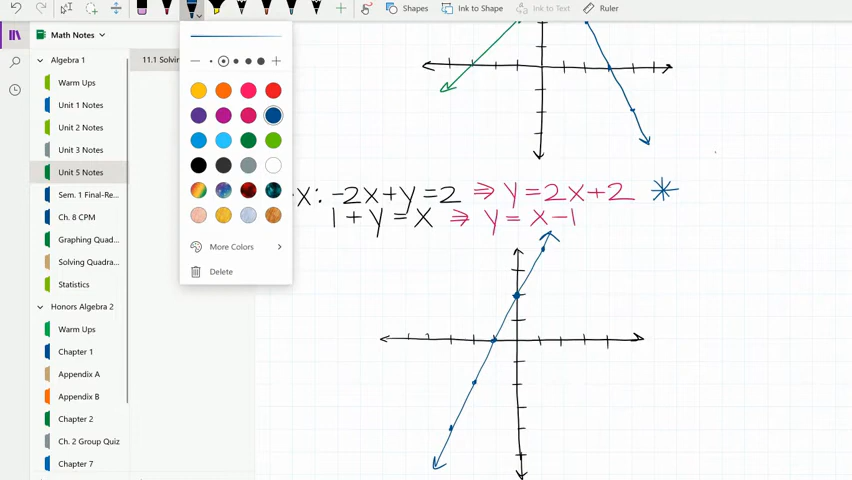 Shapes Ink to Shape Ink to Text Ruler
Math Notes
Algebra 1
Warm Ups
Unit 1 Notes
Unit 2 Notes
Unit 3 Notes
Unit 5 Notes
Sem. 1 Final-Re...
Ch. 8 CPM
Graphing Quad...
Solving Quadra...
Statistics
Honors Algebra 2
Warm Ups
Chapter 1
Appendix A
Appendix B
Chapter 2
Ch. 2 Group Quiz
Chapter 7
11.1 Solvin
More Colors
Delete
x: -2x+y=2 ⇒ y=2x+2 *
1+y=x ⇒ y=x-1